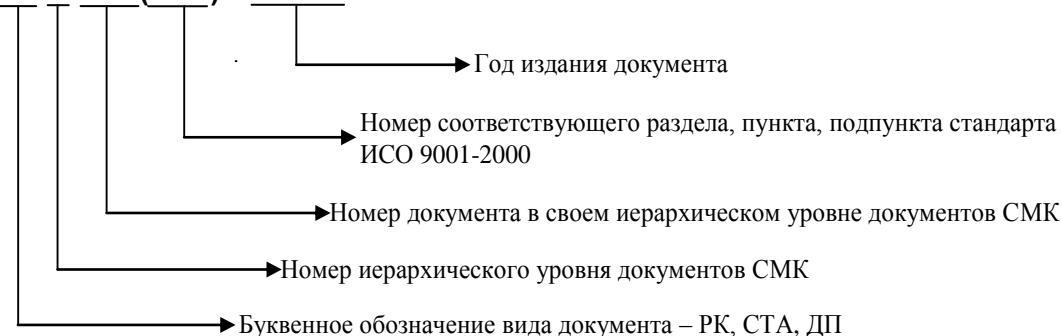 ( )
Год издания документа
Номер соответствующего раздела, пункта, подпункта стандарта
ИСО 9001-2000
Номер документа в своем иерархическом уровне документов СМК
Номер иерархического уровня документов СМК
Буквенное обозначение вида документа – РК, СТА, ДП